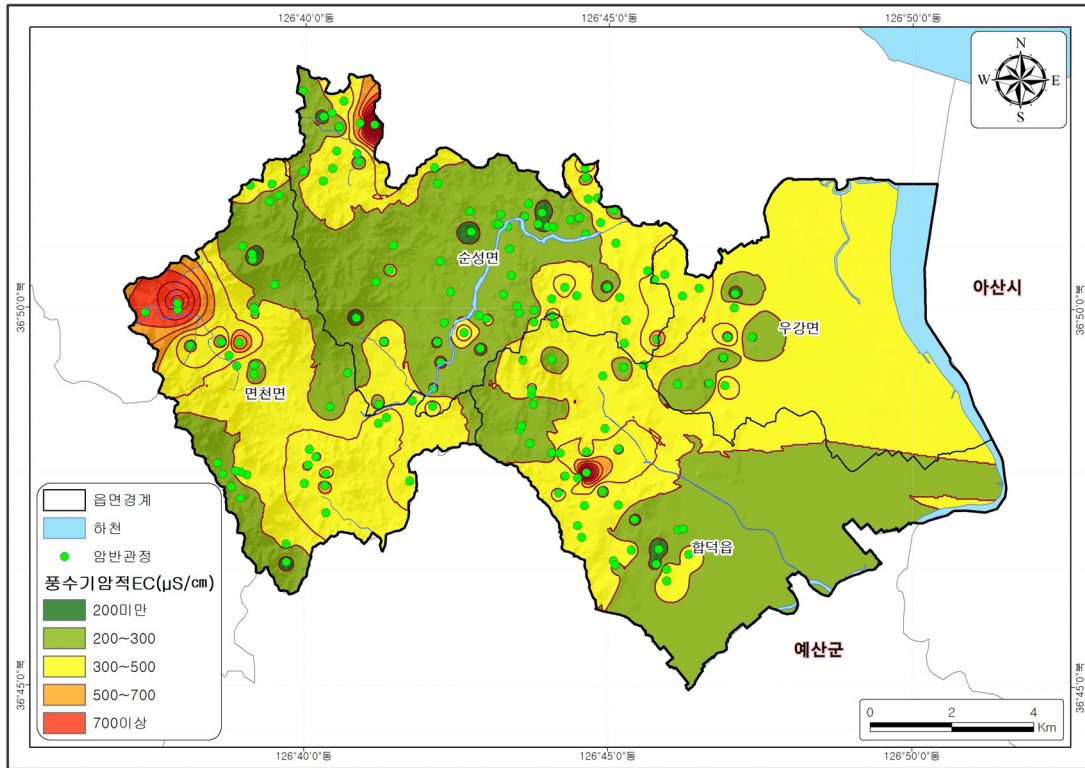 126°40'0"동
126°45'0"동
126°50'0"동
N
W
E
S
36°50'0"북
36°50'0"북
순성면
아산시
우강면
면천면
합덕읍
예산군
읍면경계
하천
암반관정
풍수기암적EC(μS/㎝)
200미만
200~300
300~500
500~700
700이상
36°45'0"북
36°45'0"북
0 2 4
Km
126°40'0"동
126°45'0"동
126°50'0"동